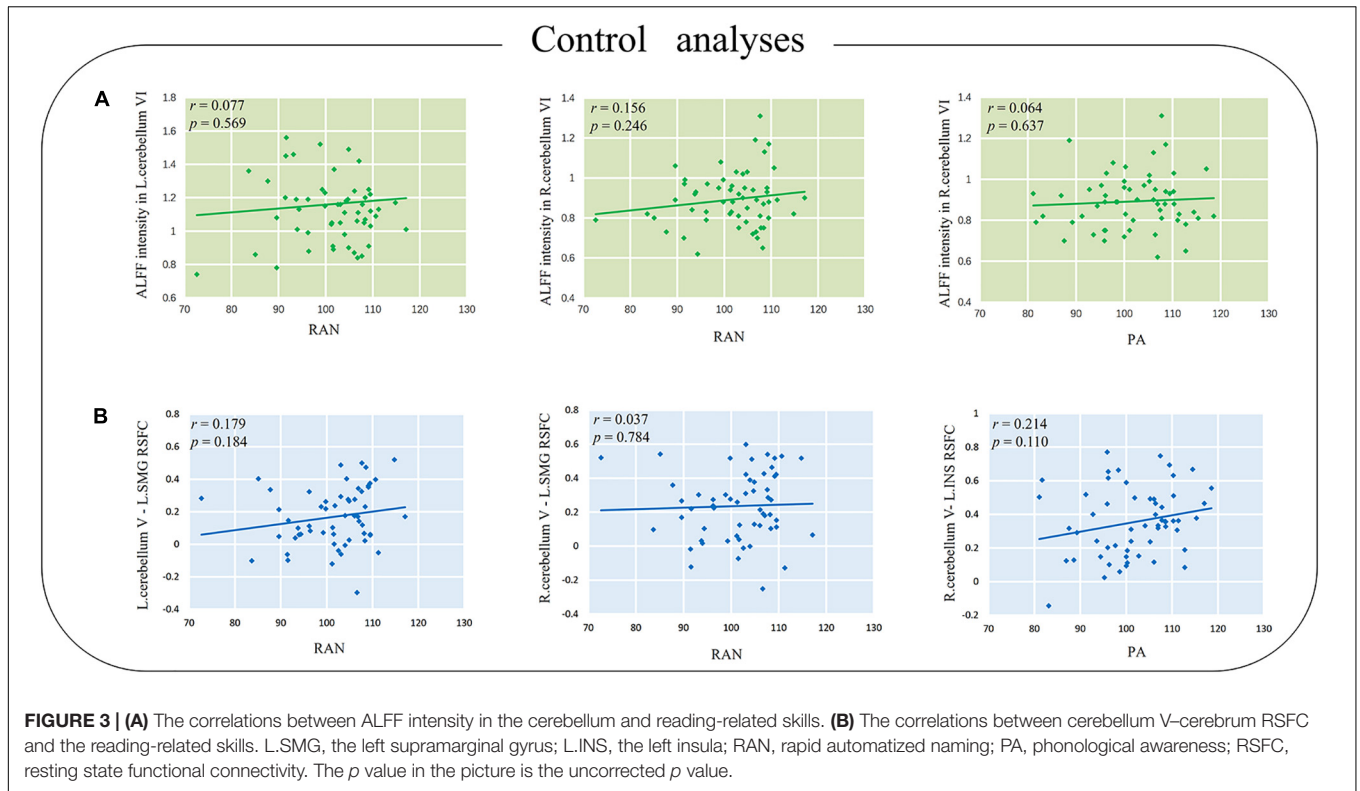 Control analyses
A
r = 0.077
p = 0.569
ALFF intensity in L.cerebellum VI
1.8
1.6
1.4
1.2
1
0.8
0.6
70 80 90 100 110 120 130
RAN
r = 0.156
p = 0.246
ALFF intensity in R.cerebellum VI
1.4
1.2
1
0.8
0.6
0.4
70 80 90 100 110 120 130
RAN
r = 0.064
p = 0.637
ALFF intensity in R.cerebellum VI
1.4
1.2
1
0.8
0.6
0.4
70 80 90 100 110 120 130
PA
B
r = 0.179
p = 0.184
L.cerebellum V - L.SMG RSFC
0.8
0.6
0.4
0.2
0
-0.2
-0.4
70 80 90 100 110 120 130
RAN
r = 0.037
p = 0.784
R.cerebellum V- L.SMG RSFC
0.8
0.6
0.4
0.2
0
-0.2
-0.4
70 80 90 100 110 120 130
RAN
r = 0.214
p = 0.110
R.cerebellum V- L.INS RSFC
1
0.8
0.6
0.4
0.2
0
-0.2
70 80 90 100 110 120 130
PA
FIGURE 3 | (A) The correlations between ALFF intensity in the cerebellum and reading-related skills. (B) The correlations between cerebellum V–cerebrum RSFC
and the reading-related skills. L.SMG, the left supramarginal gyrus; L.INS, the left insula; RAN, rapid automatized naming; PA, phonological awareness; RSFC,
resting state functional connectivity. The p value in the picture is the uncorrected p value.